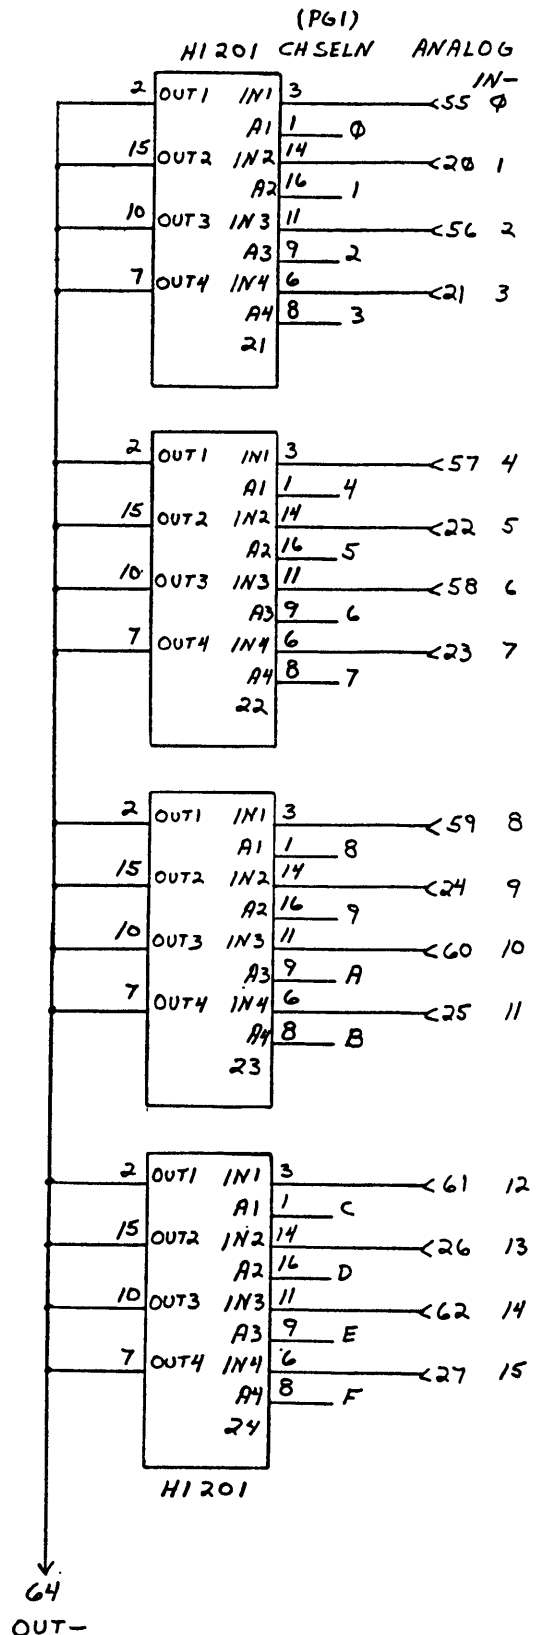 (PG1)
HI201 CHSELN ANALOG
IN-
2 OUT1 IN1 3 55 Ø
A1 1 Ø
15 OUT2 IN2 14 2Ø 1
A2 16 1
10 OUT3 IN3 11 56 2
A3 9 2
7 OUT4 IN4 6 21 3
A4 8 3
21
2 OUT1 IN1 3 57 4
A1 1 4
15 OUT2 IN2 14 22 5
A2 16 5
10 OUT3 IN3 11 58 6
A3 9 6
7 OUT4 IN4 6 23 7
A4 8 7
22
2 OUT1 IN1 3 59 8
A1 1 8
15 OUT2 IN2 14 24 9
A2 16 9
10 OUT3 IN3 11 60 10
A3 9 A
7 OUT4 IN4 6 25 11
A4 8 B
23
2 OUT1 IN1 3 61 12
A1 1 C
15 OUT2 IN2 14 26 13
A2 16 D
10 OUT3 IN3 11 62 14
A3 9 E
7 OUT4 IN4 6 27 15
A4 8 F
24
HI201
64
OUT-